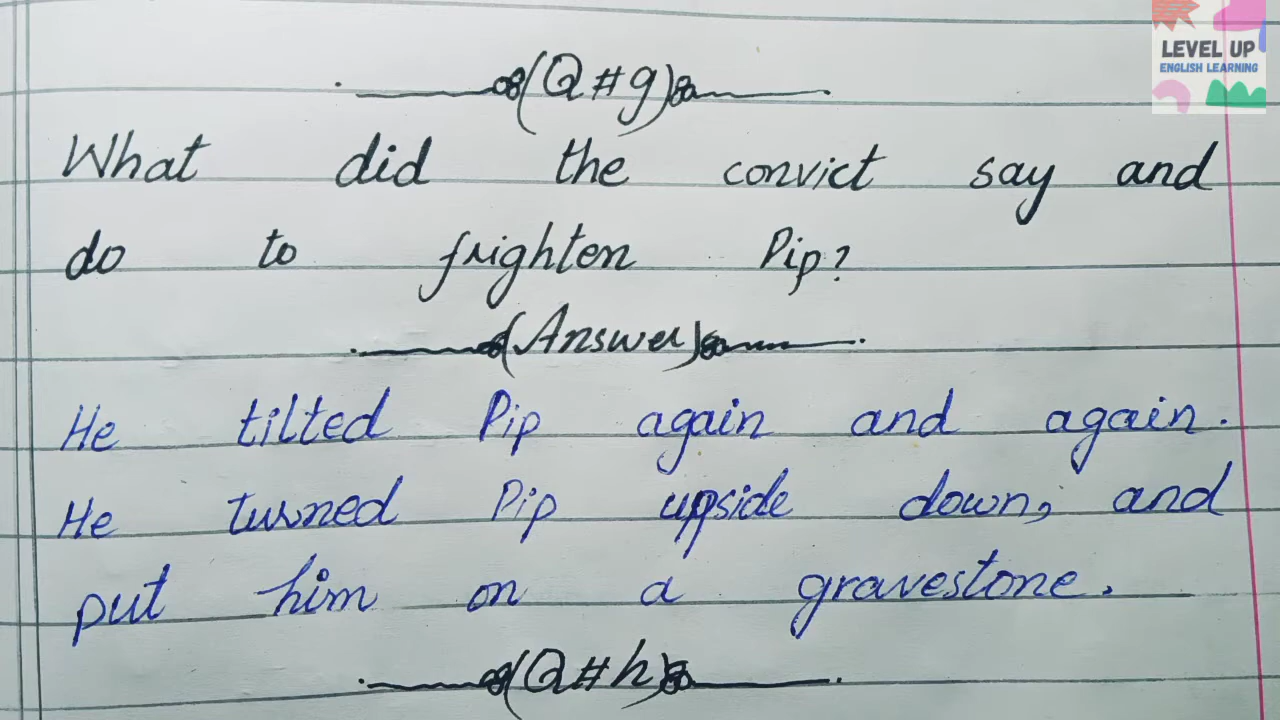 LEVEL UP
ENGLISH LEARNING
(Q#g)
What did the convict say and
do to frighten Pip?
(Answer)
He tilted Pip again and again.
He turned Pip upside down, and
put him on a gravestone.
(Q#h)